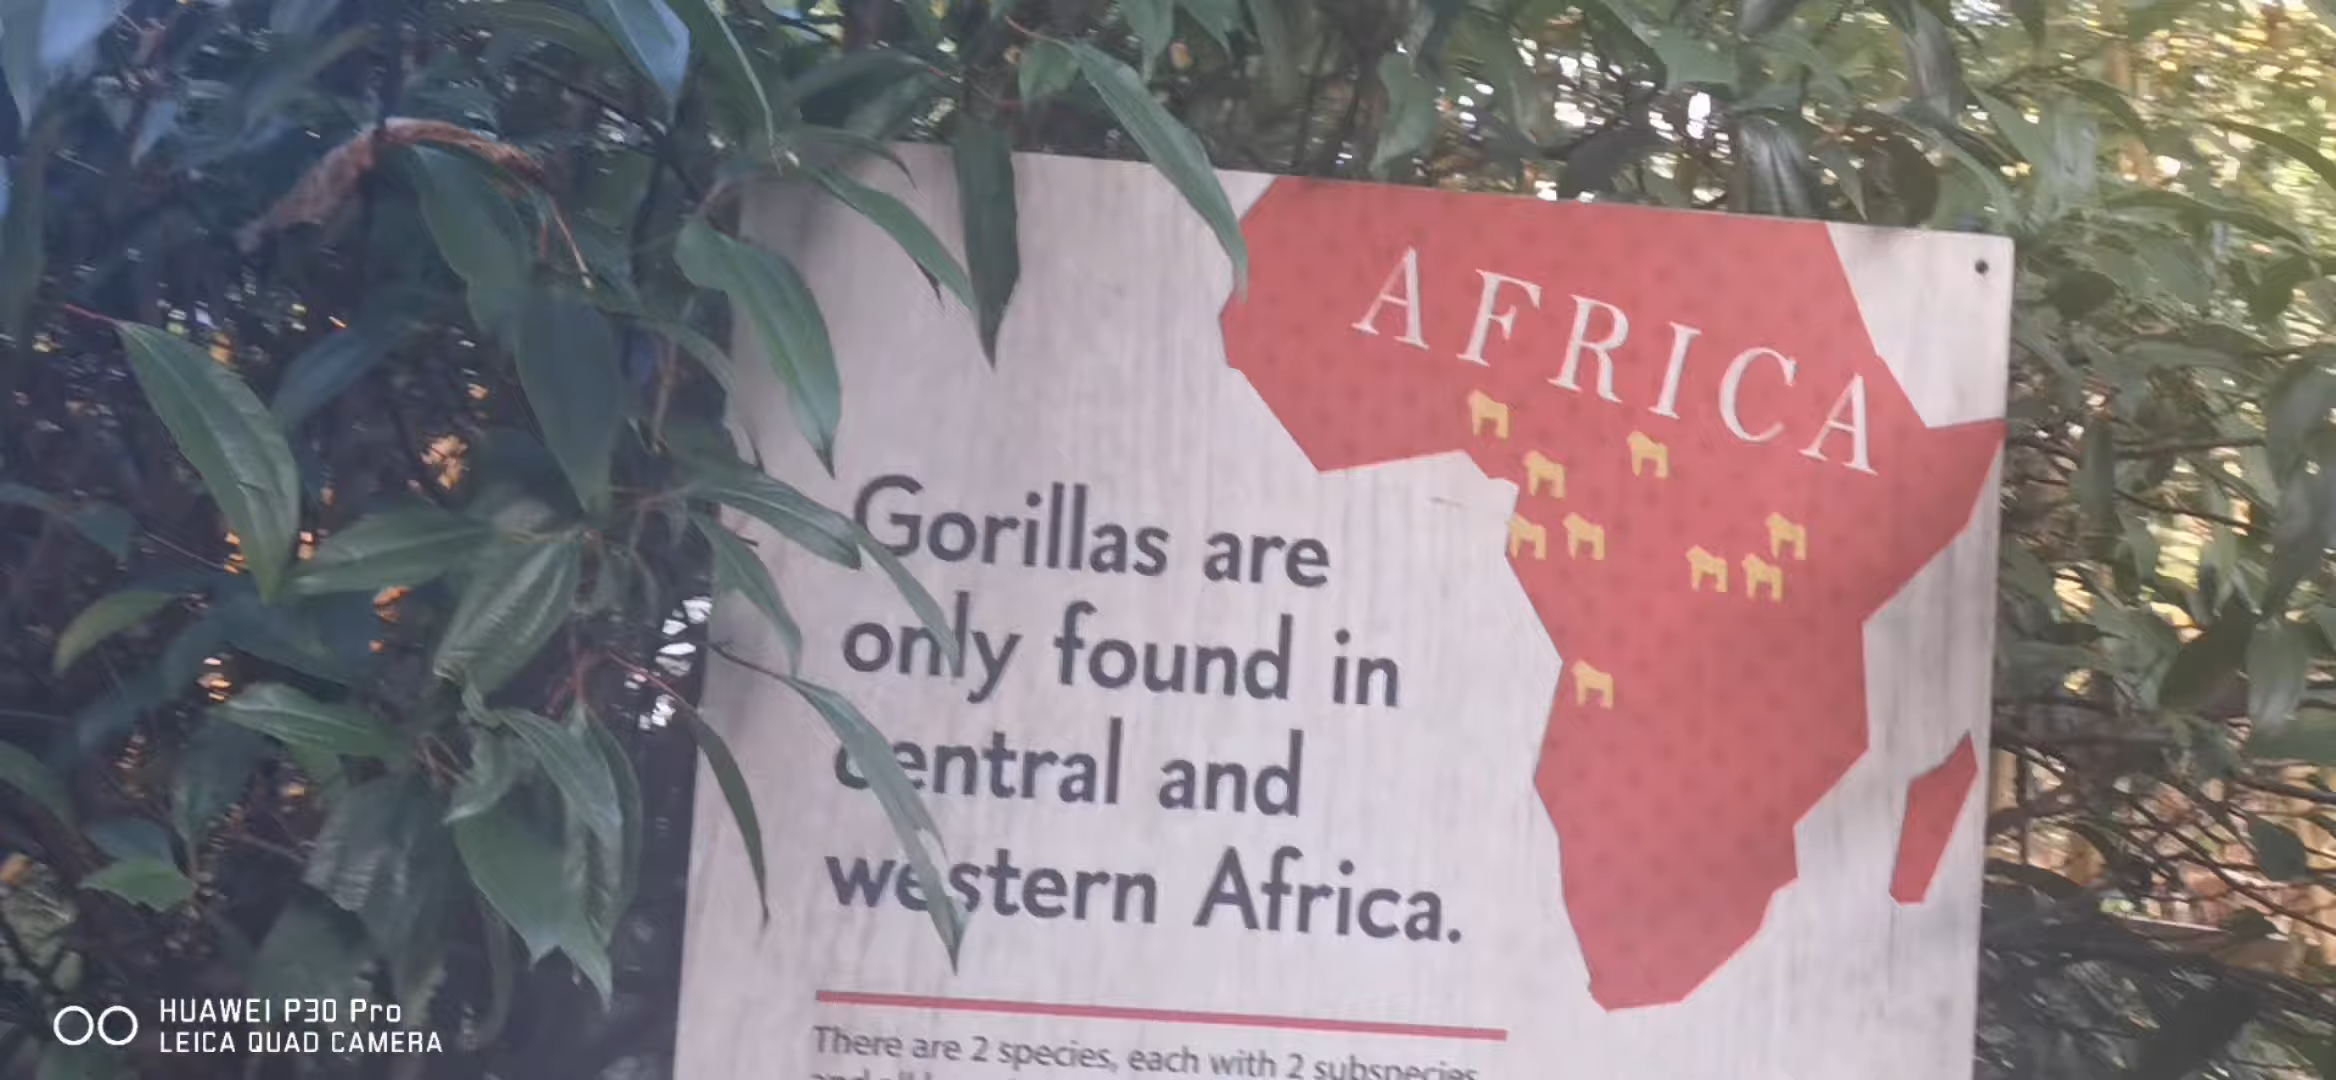 AFRICA
Gorillas are
only found in
central and
western Africa.
There are 2 species, each with 2 subspecies
HUAWEI P30 Pro
LEICA QUAD CAMERA